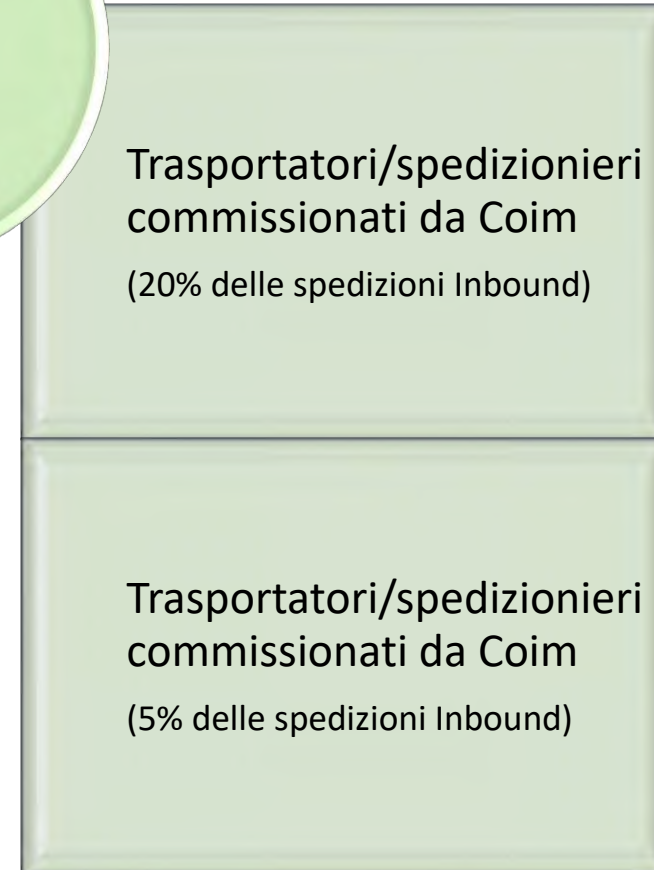 Trasportatori/spedizionieri
commissionati da Coim
(20% delle spedizioni Inbound)
Trasportatori/spedizionieri
commissionati da Coim
(5% delle spedizioni Inbound)